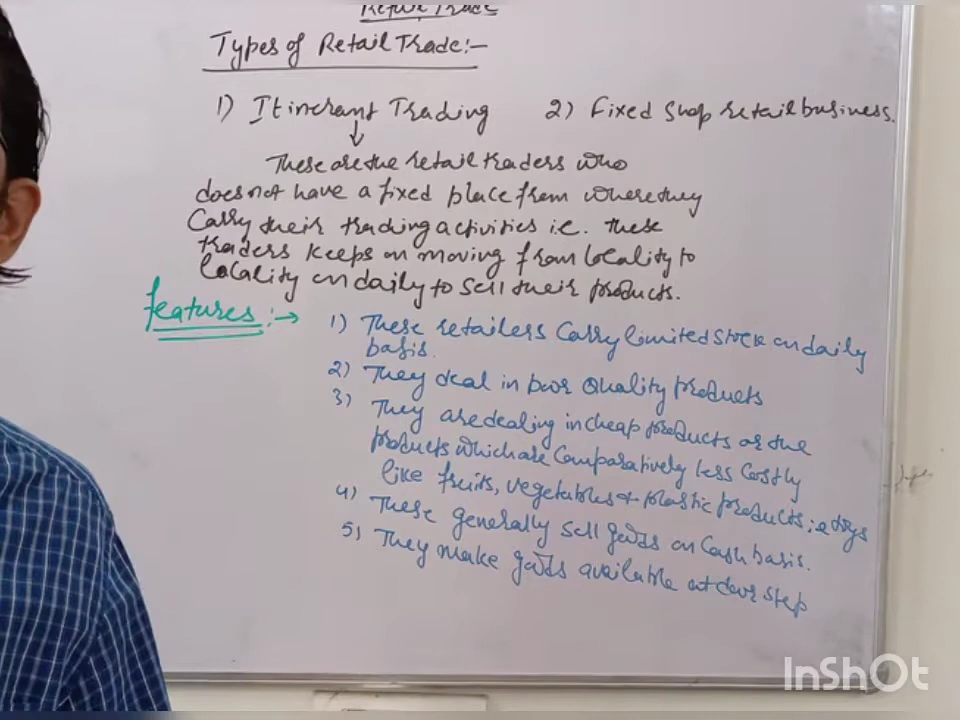 Retail Trade
Types of Retail Trade:-
1) Itinerant Trading 2) Fixed Shop retail business.
These are the retail traders who
does not have a fixed place from where they
Carry their trading activities i.e. these
traders keeps on moving from locality to
locality on daily to sell their products.
features:→
1) These retailess Carry limited stock on daily
basis.
2) They deal in poor Quality products
3) They are dealing in cheap products or the
products which are comparatively less costly
like fruits, vegetables & plastic products, toys
4) These generally sell goods on Cash basis.
5) They make goods available at door step
InShOt